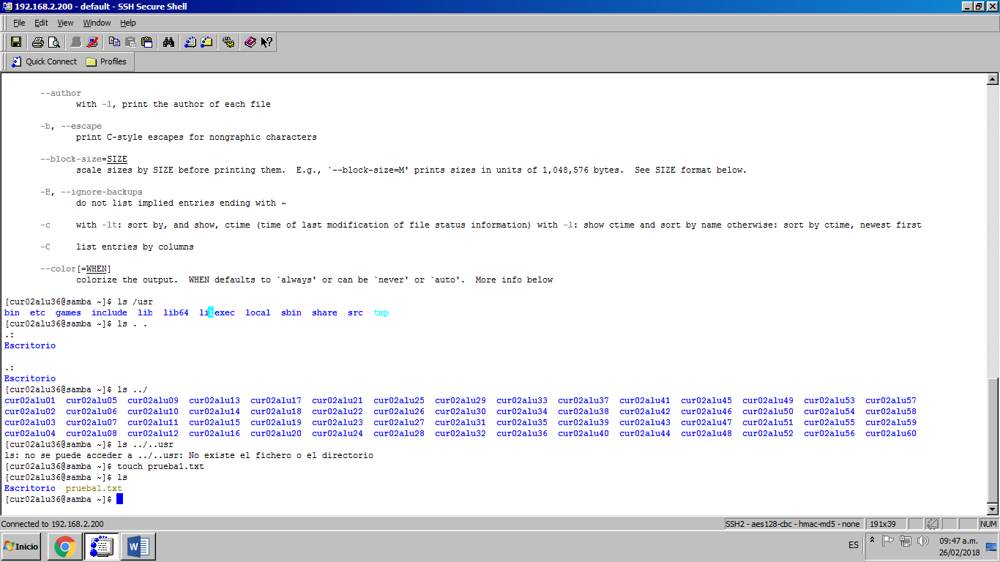 192.168.2.200 - default - SSH Secure Shell
File Edit View Window Help
Quick Connect Profiles
--author
with -l, print the author of each file
-b, --escape
print C-style escapes for nongraphic characters
--block-size=SIZE
scale sizes by SIZE before printing them.  E.g., `--block-size=M' prints sizes in units of 1,048,576 bytes.  See SIZE format below.
-B, --ignore-backups
do not list implied entries ending with ~
-c     with -lt: sort by, and show, ctime (time of last modification of file status information) with -l: show ctime and sort by name otherwise: sort by ctime, newest first
-C     list entries by columns
--color[=WHEN]
colorize the output.  WHEN defaults to `always' or can be `never' or `auto'.  More info below
[cur02alu36@samba ~]$ ls /usr
bin  etc  games  include  lib  lib64  libexec  local  sbin  share  src  tmp
[cur02alu36@samba ~]$ ls . .
.:
Escritorio
.:
Escritorio
[cur02alu36@samba ~]$ ls ../
cur02alu01  cur02alu05  cur02alu09  cur02alu13  cur02alu17  cur02alu21  cur02alu25  cur02alu29  cur02alu33  cur02alu37  cur02alu41  cur02alu45  cur02alu49  cur02alu53  cur02alu57
cur02alu02  cur02alu06  cur02alu10  cur02alu14  cur02alu18  cur02alu22  cur02alu26  cur02alu30  cur02alu34  cur02alu38  cur02alu42  cur02alu46  cur02alu50  cur02alu54  cur02alu58
cur02alu03  cur02alu07  cur02alu11  cur02alu15  cur02alu19  cur02alu23  cur02alu27  cur02alu31  cur02alu35  cur02alu39  cur02alu43  cur02alu47  cur02alu51  cur02alu55  cur02alu59
cur02alu04  cur02alu08  cur02alu12  cur02alu16  cur02alu20  cur02alu24  cur02alu28  cur02alu32  cur02alu36  cur02alu40  cur02alu44  cur02alu48  cur02alu52  cur02alu56  cur02alu60
[cur02alu36@samba ~]$ ls ../..usr
ls: no se puede acceder a ../..usr: No existe el fichero o el directorio
[cur02alu36@samba ~]$ touch prueba1.txt
[cur02alu36@samba ~]$ ls
Escritorio  prueba1.txt
[cur02alu36@samba ~]$
Connected to 192.168.2.200 SSH2 - aes128-cbc - hmac-md5 - none 191x39 NUM
Inicio ES 09:47 a.m.
26/02/2018